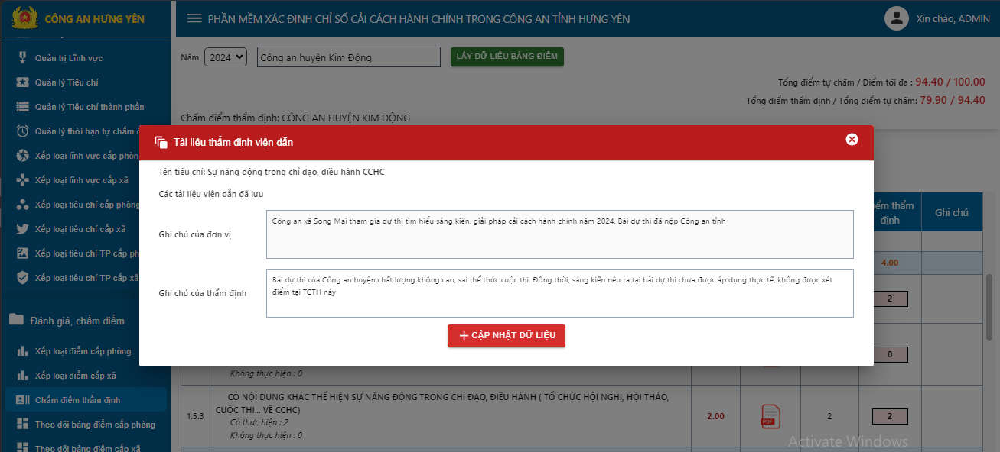 CÔNG AN HƯNG YÊN
PHẦN MỀM XÁC ĐỊNH CHỈ SỐ CẢI CÁCH HÀNH CHÍNH TRONG CÔNG AN TỈNH HƯNG YÊN
Xin chào, ADMIN
Quản trị Lĩnh vực
Quản lý Tiêu chí
Quản lý Tiêu chí thành phần
Quản lý thời hạn tự chấm
Xếp loại lĩnh vực cấp phòng
Xếp loại lĩnh vực cấp xã
Xếp loại tiêu chí cấp phòng
Xếp loại tiêu chí cấp xã
Xếp loại tiêu chí TP cấp ph
Xếp loại tiêu chí TP cấp xã
Đánh giá, chấm điểm
Xếp loại điểm cấp phòng
Xếp loại điểm cấp xã
Chấm điểm thẩm định
Theo dõi bảng điểm cấp phòng
Theo dõi bảng điểm cấp xã
Năm 2024 Công an huyện Kim Động LẤY DỮ LIỆU BẢNG ĐIỂM
Tổng điểm tự chấm / Điểm tối đa : 94.40 / 100.00
Tổng điểm thẩm định / Tổng điểm tự chấm: 79.90 / 94.40
Chấm điểm thẩm định: CÔNG AN HUYỆN KIM ĐỘNG
Tài liệu thẩm định viện dẫn
Tên tiêu chí: Sự năng động trong chỉ đạo, điều hành CCHC
Các tài liệu viện dẫn đã lưu
Ghi chú của đơn vị
Công an xã Song Mai tham gia dự thi tìm hiểu sáng kiến, giải pháp cải cách hành chính năm 2024. Bài dự thi đã nộp Công an tỉnh
Ghi chú của thẩm định
Bài dự thi của Công an huyện chất lượng không cao, sai thể thức cuộc thi. Đồng thời, sáng kiến nêu ra tại bài dự thi chưa được áp dụng thực tế, không được xét
điểm tại TCTH này
CẬP NHẬT DỮ LIỆU
ểm thẩm
định
Ghi chú
4.00
2
0
Không thực hiện : 0
1.5.3
CÓ NỘI DUNG KHÁC THỂ HIỆN SỰ NĂNG ĐỘNG TRONG CHỈ ĐẠO, ĐIỀU HÀNH ( TỔ CHỨC HỘI NGHỊ, HỘI THẢO,
CUỘC THI... VỀ CCHC)
Có thực hiện : 2
Không thực hiện : 0
2.00
PDF
2
2
Activate Windows